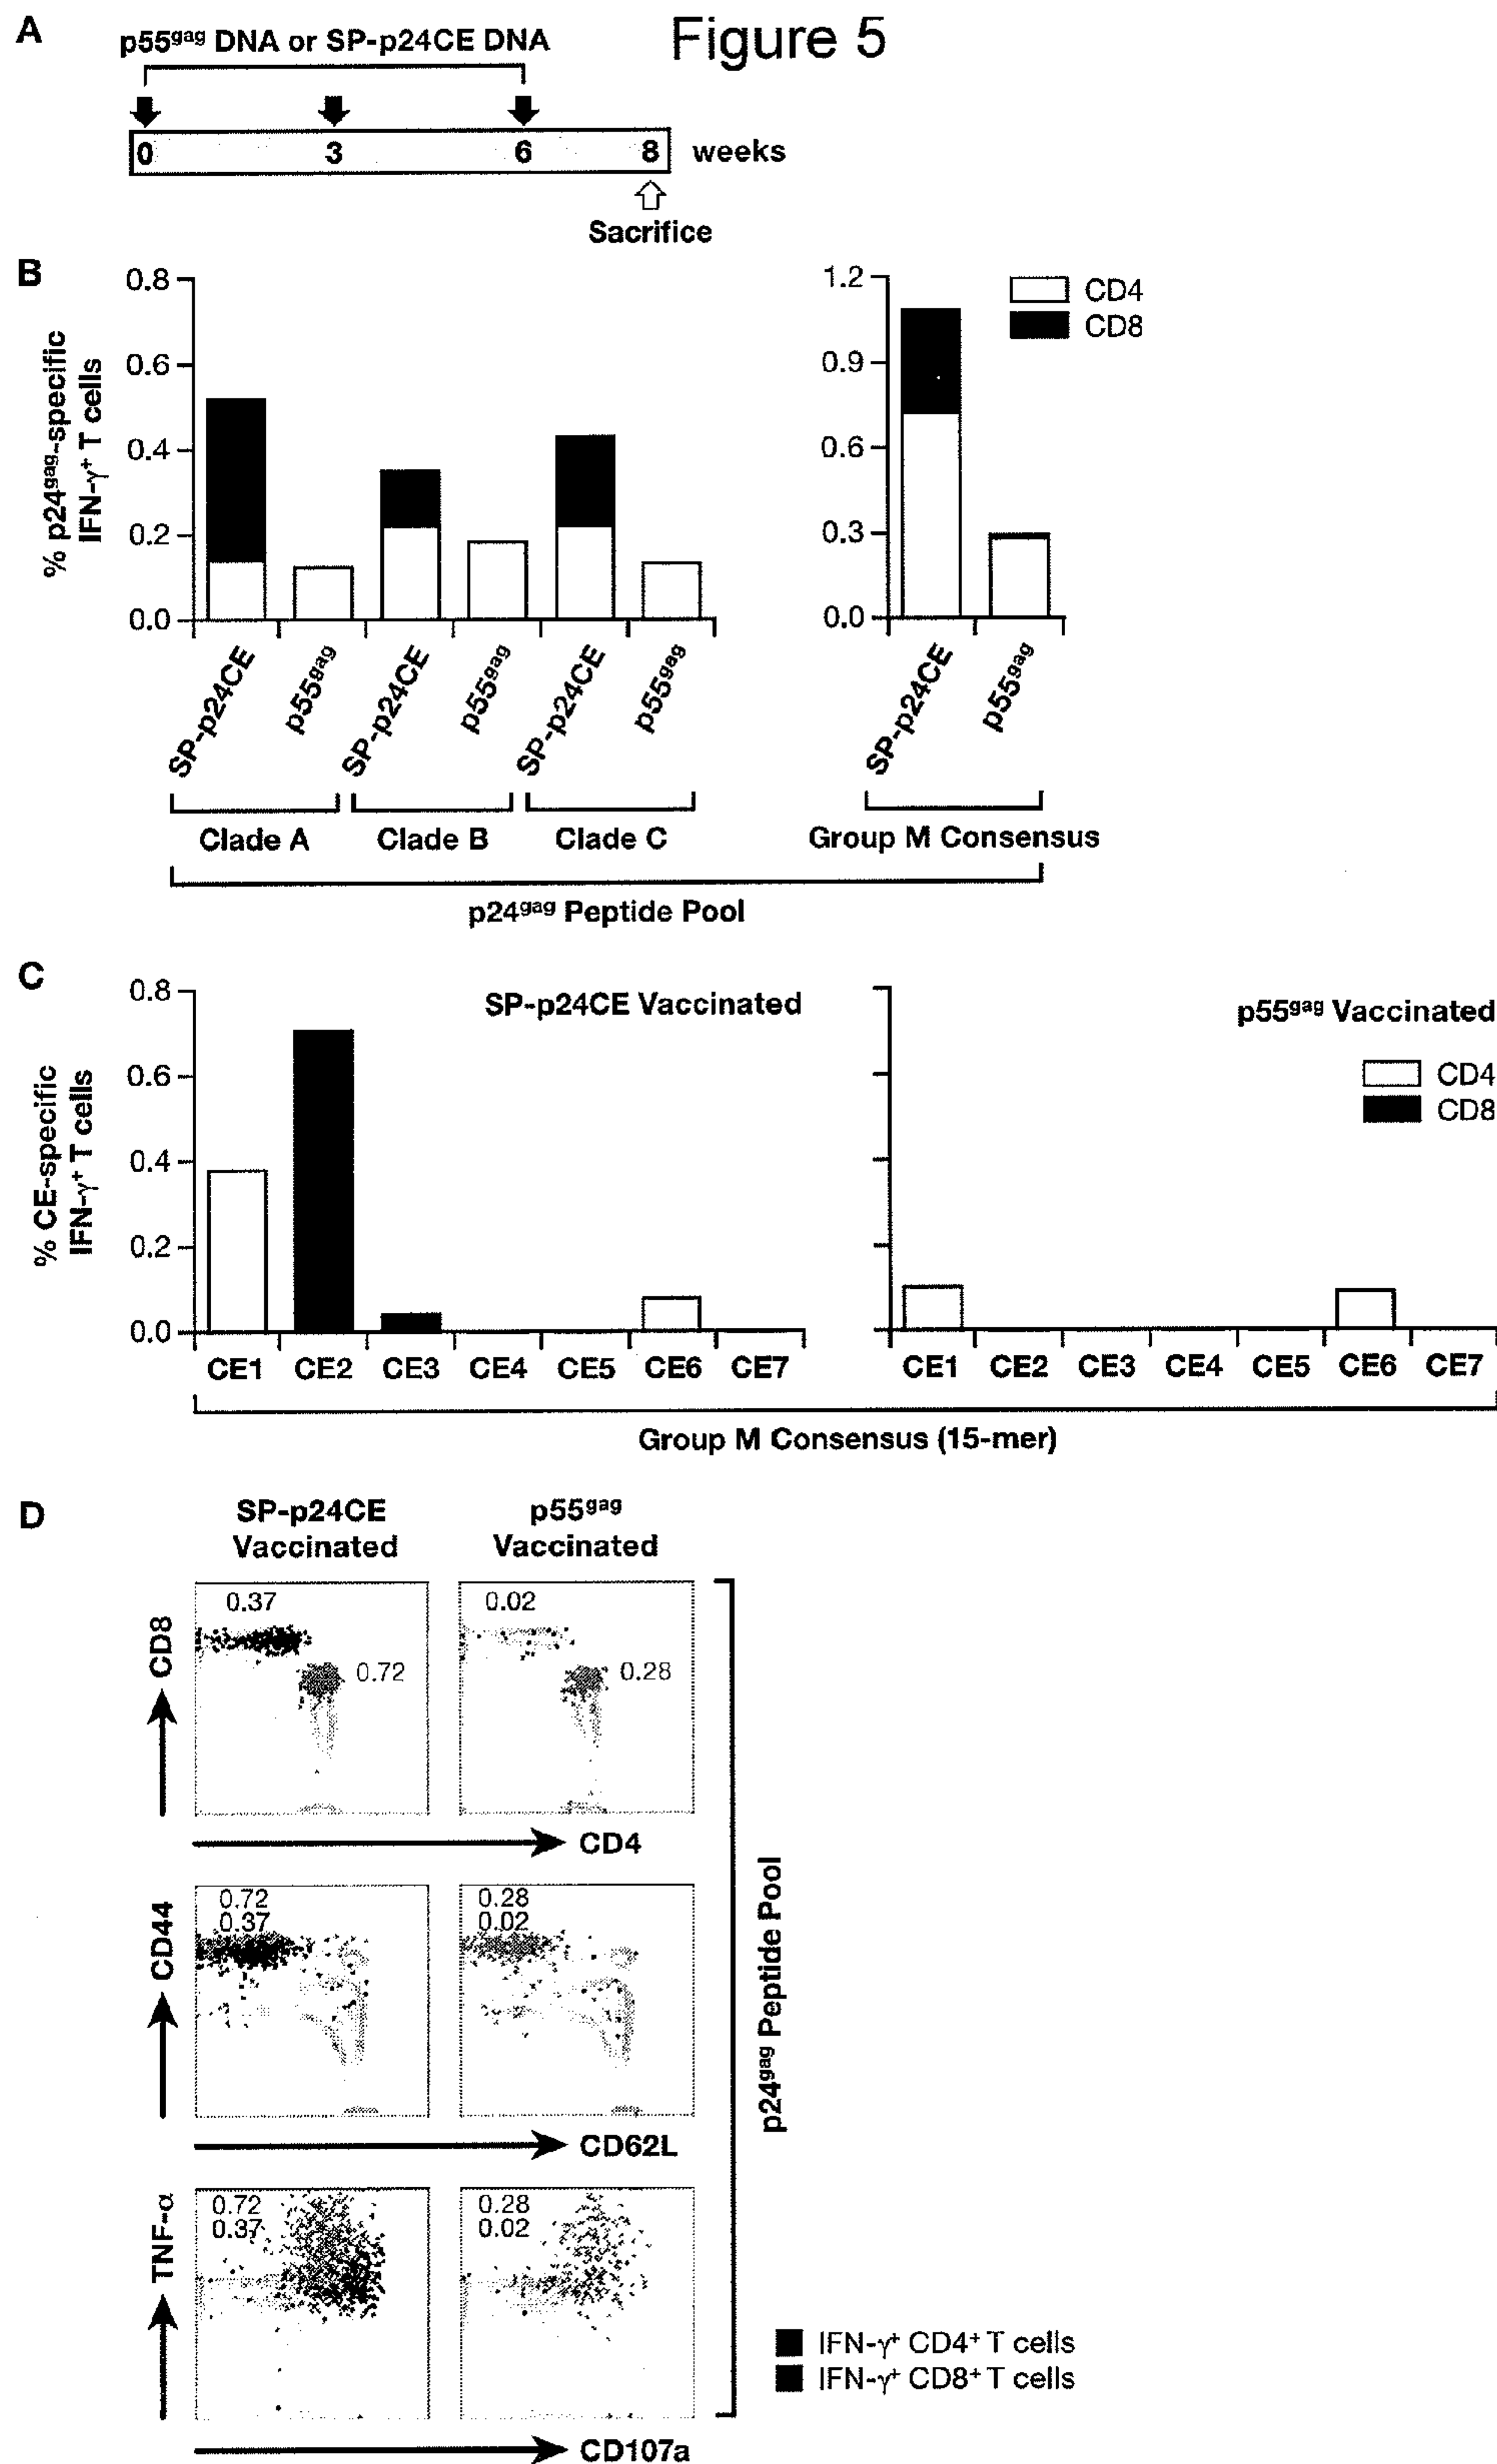 Figure 5
A
p55gag DNA or SP-p24CE DNA
0 3 6 8 weeks
Sacrifice
B
% p24gag-specific
IFN-γ+ T cells
0.8
0.6
0.4
0.2
0.0
1.2
0.9
0.6
0.3
0.0
CD4
CD8
SP-p24CE
p55gag
SP-p24CE
p55gag
SP-p24CE
p55gag
SP-p24CE
p55gag
Clade A
Clade B
Clade C
Group M Consensus
p24gag Peptide Pool
C
% CE-specific
IFN-γ+ T cells
0.8
0.6
0.4
0.2
0.0
SP-p24CE Vaccinated
p55gag Vaccinated
CD4
CD8
CE1 CE2 CE3 CE4 CE5 CE6 CE7
CE1 CE2 CE3 CE4 CE5 CE6 CE7
Group M Consensus (15-mer)
D
SP-p24CE
Vaccinated
p55gag
Vaccinated
CD8
0.37
0.72
0.02
0.28
CD4
CD44
0.72
0.37
0.28
0.02
CD62L
TNF-α
0.72
0.37
0.28
0.02
CD107a
p24gag Peptide Pool
IFN-γ+ CD4+ T cells
IFN-γ+ CD8+ T cells